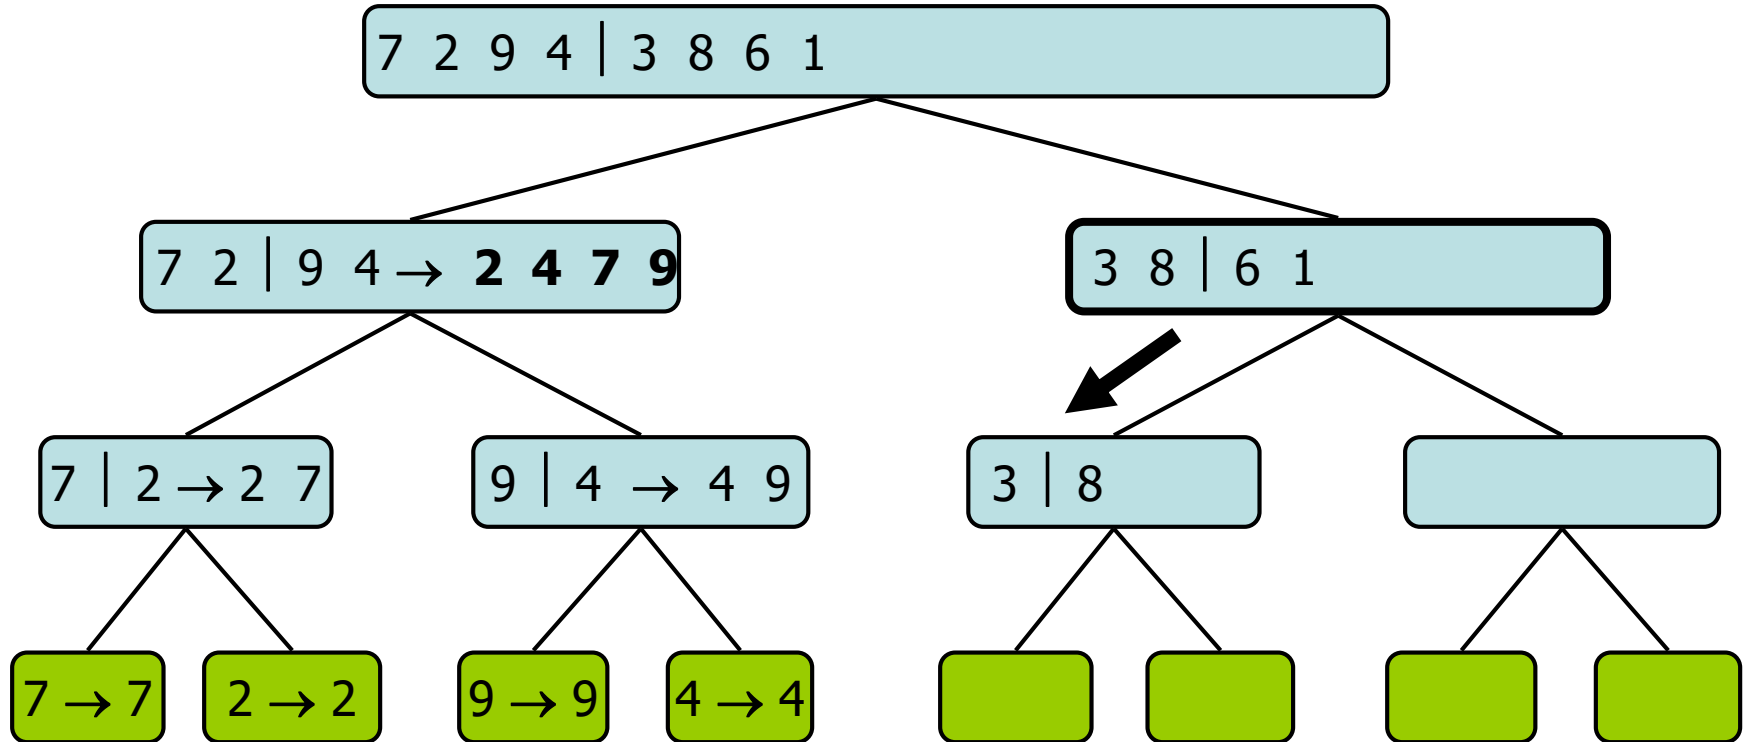 7 2 9 4 | 3 8 6 1
7 2 | 9 4 → 2 4 7 9
3 8 | 6 1
7 | 2 → 2 7
9 | 4 → 4 9
3 | 8
7 → 7
2 → 2
9 → 9
4 → 4